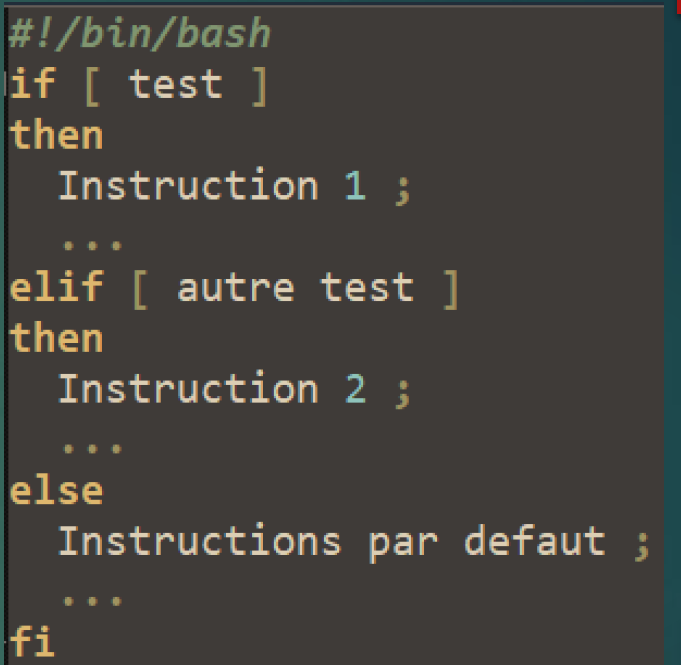 #!/bin/bash
if [ test ]
then
Instruction 1 ;
...
elif [ autre test ]
then
Instruction 2 ;
...
else
Instructions par defaut ;
...
fi